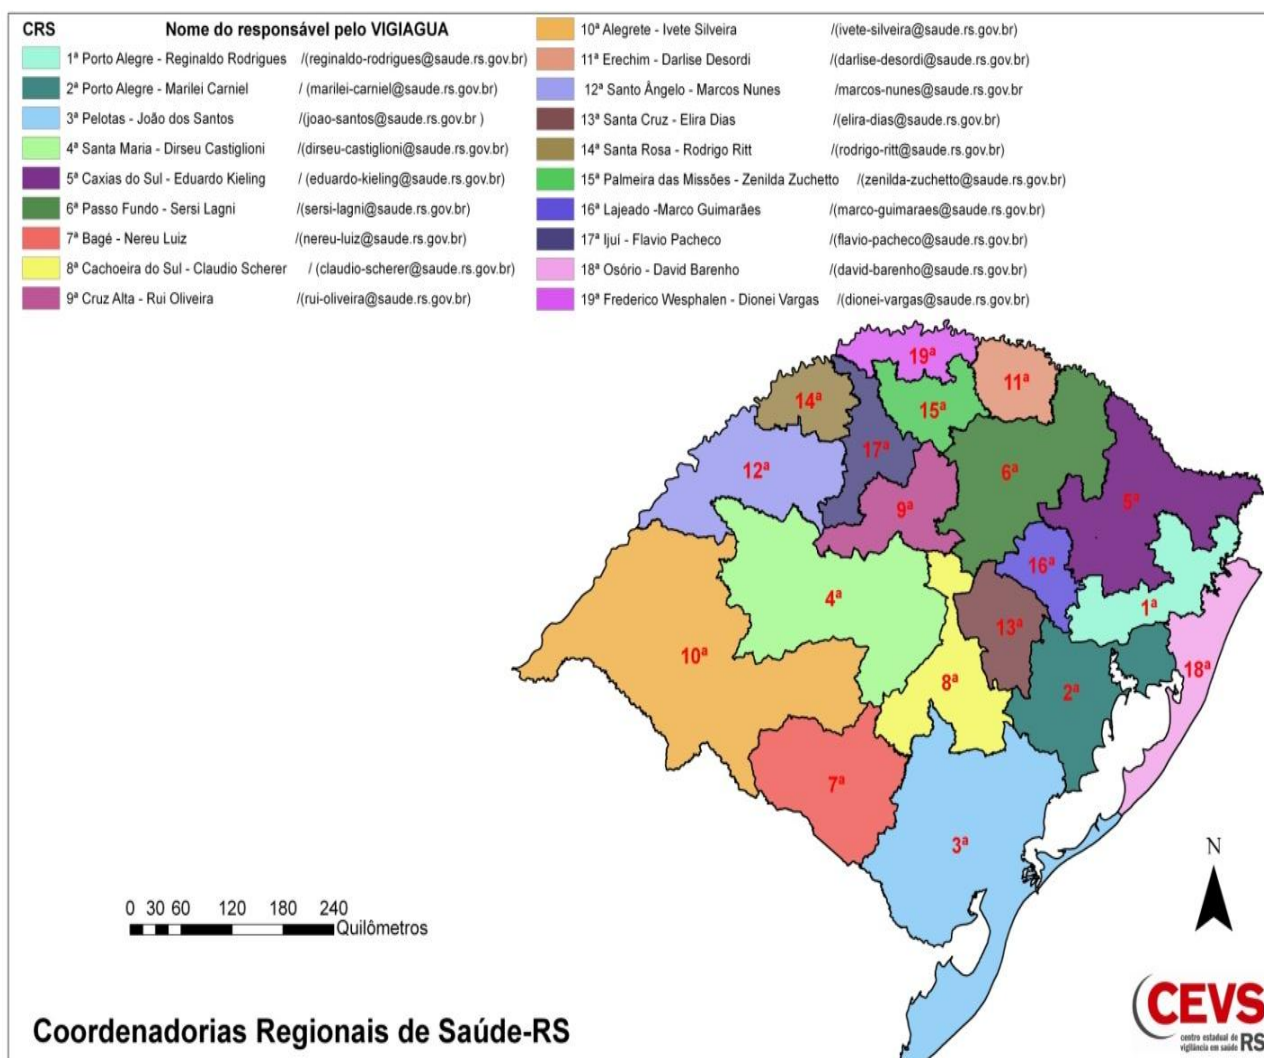 CRS Nome do responsável pelo VIGIAGUA
1ª Porto Alegre - Reginaldo Rodrigues /(reginaldo-rodrigues@saude.rs.gov.br)
2ª Porto Alegre - Marilei Carniel / (marilei-carniel@saude.rs.gov.br)
3ª Pelotas - João dos Santos /(joao-santos@saude.rs.gov.br )
4ª Santa Maria - Dirseu Castiglioni /(dirseu-castiglioni@saude.rs.gov.br)
5ª Caxias do Sul - Eduardo Kieling / (eduardo-kieling@saude.rs.gov.br)
6ª Passo Fundo - Sersi Lagni /(sersi-lagni@saude.rs.gov.br)
7ª Bagé - Nereu Luiz /(nereu-luiz@saude.rs.gov.br)
8ª Cachoeira do Sul - Claudio Scherer / (claudio-scherer@saude.rs.gov.br)
9ª Cruz Alta - Rui Oliveira /(rui-oliveira@saude.rs.gov.br)
10ª Alegrete - Ivete Silveira /(ivete-silveira@saude.rs.gov.br)
11ª Erechim - Darlise Desordi /(darlise-desordi@saude.rs.gov.br)
12ª Santo Ângelo - Marcos Nunes /marcos-nunes@saude.rs.gov.br
13ª Santa Cruz - Elira Dias /(elira-dias@saude.rs.gov.br)
14ª Santa Rosa - Rodrigo Ritt /(rodrigo-ritt@saude.rs.gov.br)
15ª Palmeira das Missões - Zenilda Zuchetto /(zenilda-zuchetto@saude.rs.gov.br)
16ª Lajeado -Marco Guimarães /(marco-guimaraes@saude.rs.gov.br)
17ª Ijuí - Flavio Pacheco /(flavio-pacheco@saude.rs.gov.br)
18ª Osório - David Barenho /(david-barenho@saude.rs.gov.br)
19ª Frederico Wesphalen - Dionei Vargas /(dionei-vargas@saude.rs.gov.br)
19ª
11ª
14ª
15ª
17ª
12ª
6ª
5ª
9ª
16ª
4ª
1ª
13ª
10ª
18ª
8ª
2ª
7ª
3ª
N
0 30 60 120 180 240
Quilômetros
Coordenadorias Regionais de Saúde-RS
CEVS
centro estadual de
vigilância em saúde RS